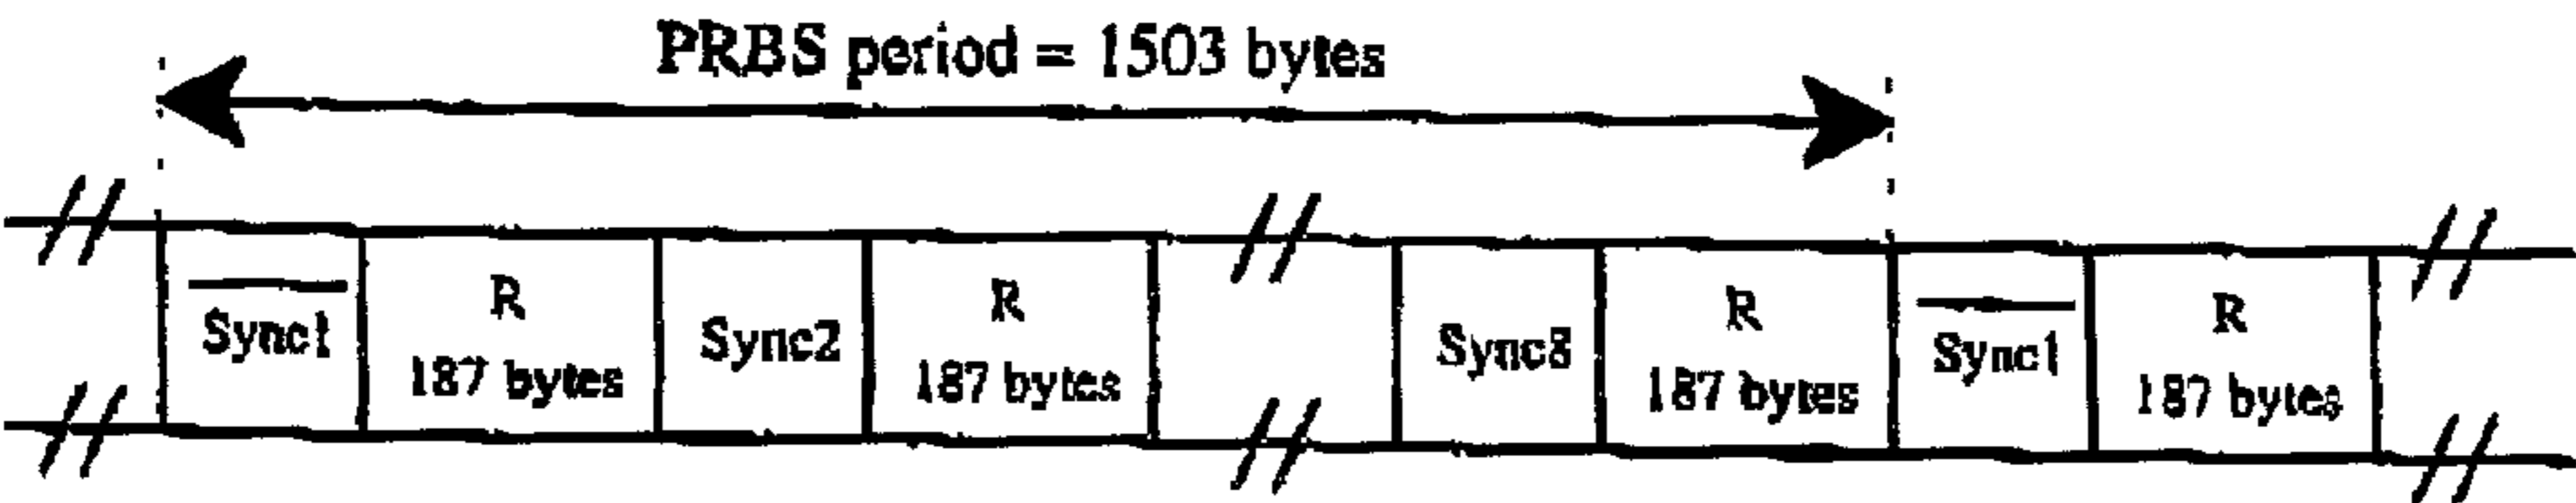 PRBS period = 1503 bytes
Sync1
R
187 bytes
Sync2
R
187 bytes
Sync8
R
187 bytes
Sync1
R
187 bytes